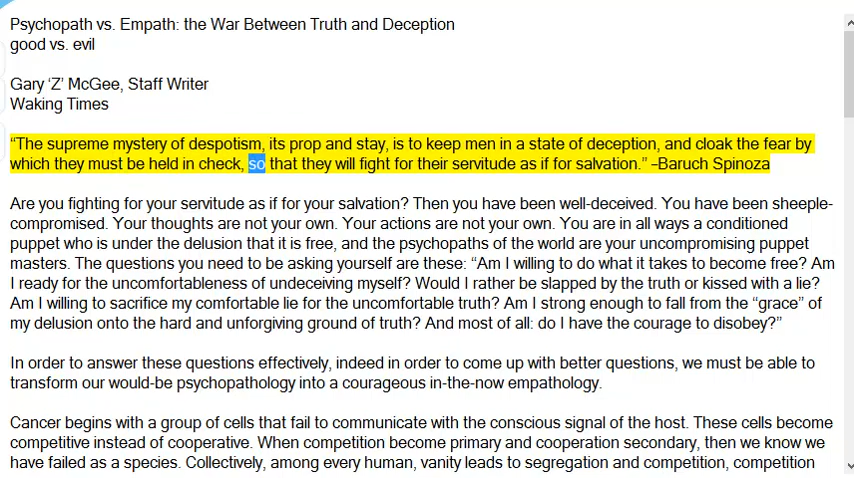 Psychopath vs. Empath: the War Between Truth and Deception
good vs. evil
Gary ‘Z’ McGee, Staff Writer
Waking Times
“The supreme mystery of despotism, its prop and stay, is to keep men in a state of deception, and cloak the fear by
which they must be held in check, so that they will fight for their servitude as if for salvation.” –Baruch Spinoza
Are you fighting for your servitude as if for your salvation? Then you have been well-deceived. You have been sheeple-
compromised. Your thoughts are not your own. Your actions are not your own. You are in all ways a conditioned
puppet who is under the delusion that it is free, and the psychopaths of the world are your uncompromising puppet
masters. The questions you need to be asking yourself are these: “Am I willing to do what it takes to become free? Am
I ready for the uncomfortableness of undeceiving myself? Would I rather be slapped by the truth or kissed with a lie?
Am I willing to sacrifice my comfortable lie for the uncomfortable truth? Am I strong enough to fall from the “grace” of
my delusion onto the hard and unforgiving ground of truth? And most of all: do I have the courage to disobey?”
In order to answer these questions effectively, indeed in order to come up with better questions, we must be able to
transform our would-be psychopathology into a courageous in-the-now empathology.
Cancer begins with a group of cells that fail to communicate with the conscious signal of the host. These cells become
competitive instead of cooperative. When competition become primary and cooperation secondary, then we know we
have failed as a species. Collectively, among every human, vanity leads to segregation and competition, competition